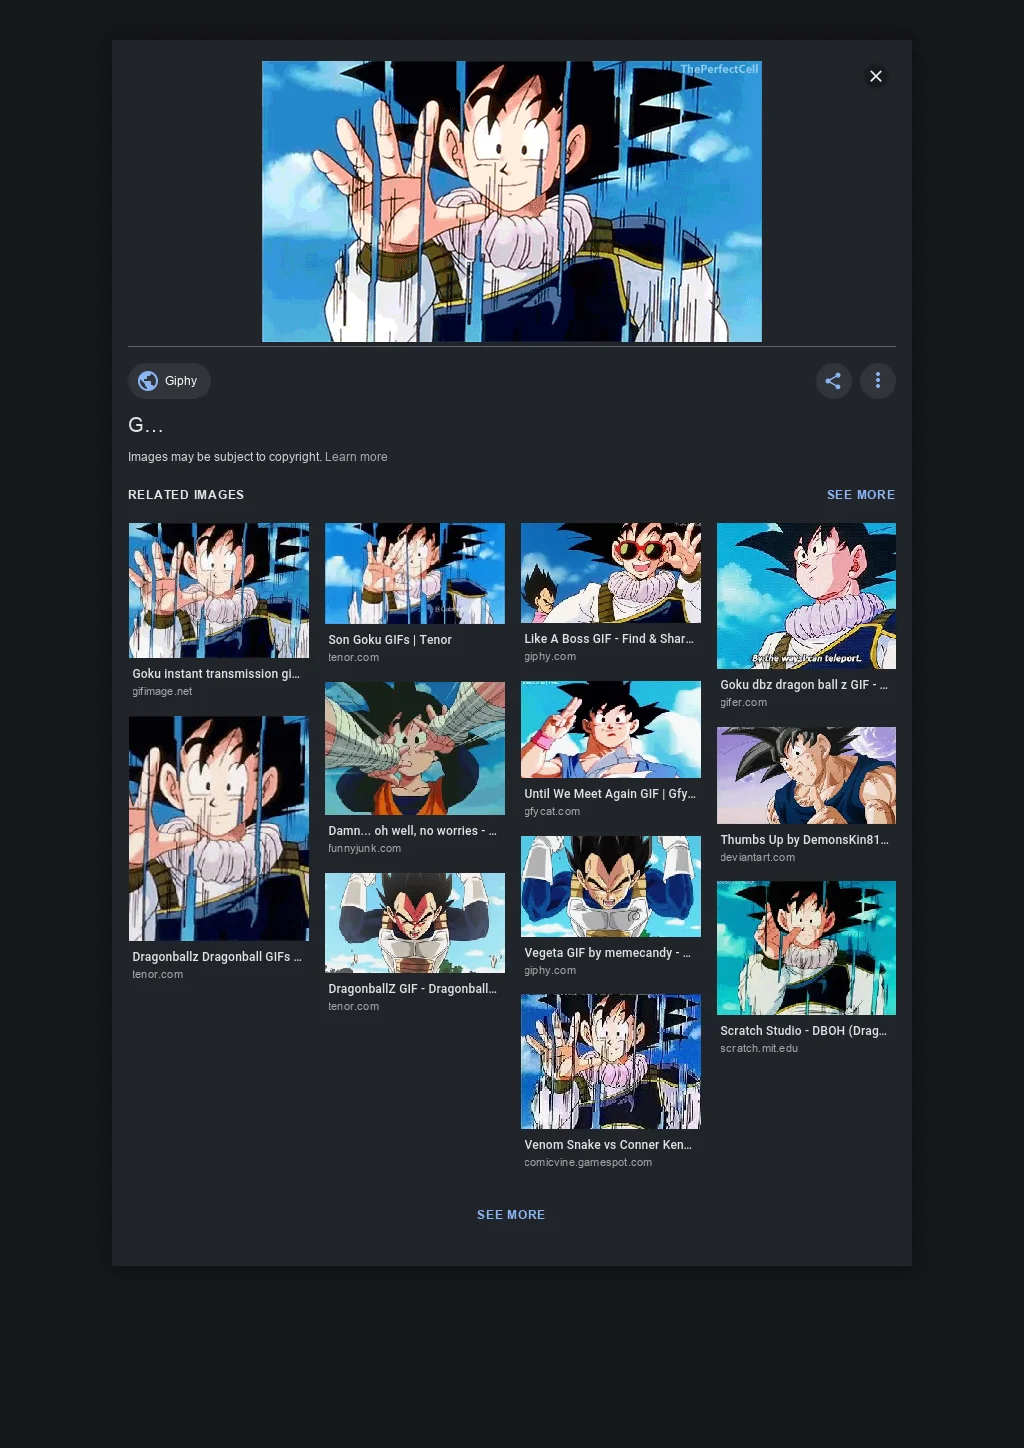 ThePerfectCell
Giphy
G...
Images may be subject to copyright. Learn more
RELATED IMAGES
SEE MORE
Goku instant transmission gi...
gifimage.net
Dragonballz Dragonball GIFs ...
tenor.com
Son Goku GIFs | Tenor
tenor.com
Damn... oh well, no worries - ...
funnyjunk.com
DragonballZ GIF - Dragonball...
tenor.com
Like A Boss GIF - Find & Shar...
giphy.com
Until We Meet Again GIF | Gfy...
gfycat.com
Vegeta GIF by memecandy - ...
giphy.com
Venom Snake vs Conner Ken...
comicvine.gamespot.com
By the way, I can teleport.
Goku dbz dragon ball z GIF - ...
gifer.com
Thumbs Up by DemonsKin81...
deviantart.com
Scratch Studio - DBOH (Drag...
scratch.mit.edu
SEE MORE